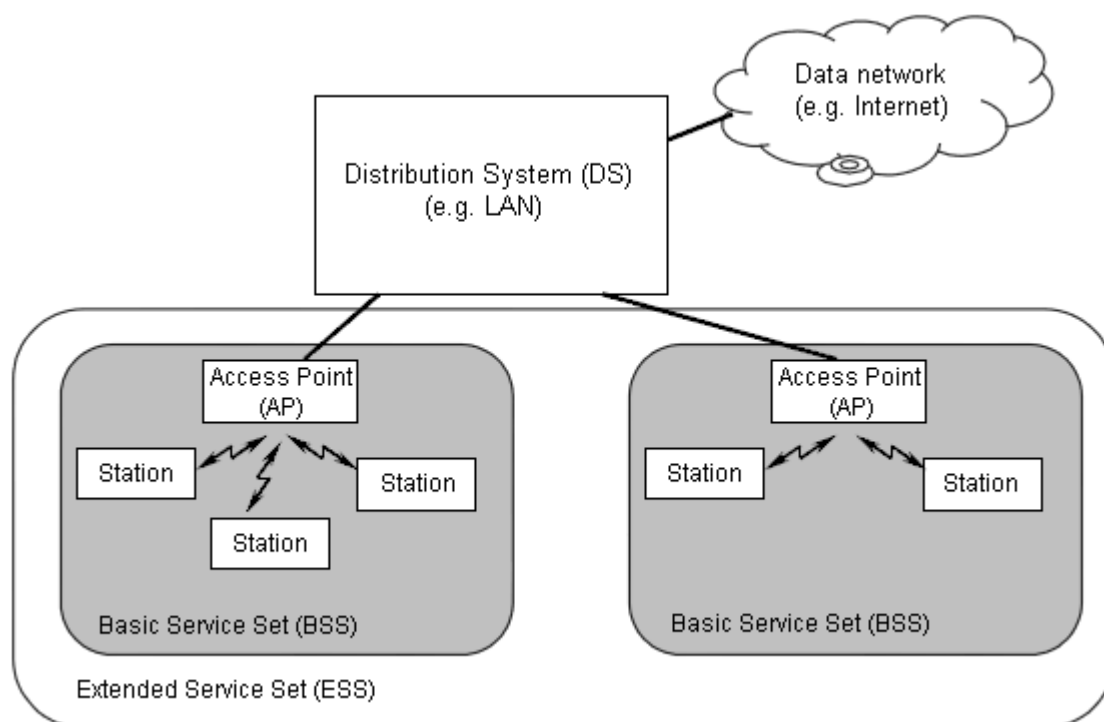 Data network
(e.g. Internet)
Distribution System (DS)
(e.g. LAN)
Access Point
(AP)
Station
Station
Station
Basic Service Set (BSS)
Access Point
(AP)
Station
Station
Basic Service Set (BSS)
Extended Service Set (ESS)